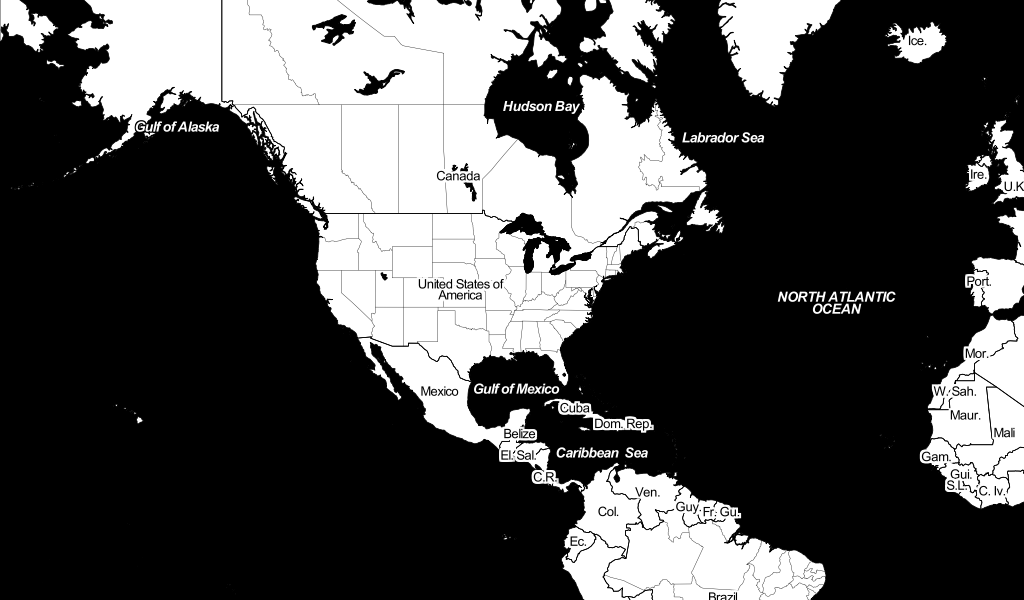 Ice.
Hudson Bay
Gulf of Alaska
Labrador Sea
Canada
Ire.
U.K
Port.
United States of
America
NORTH ATLANTIC
OCEAN
Mor.
Mexico
Gulf of Mexico
W. Sah.
Cuba
Maur.
Dom. Rep.
Belize
Mali
El. Sal.
Caribbean Sea
Gam.
C.R.
Gui.
S.L.
C. Iv.
Ven.
Col.
Guy.
Fr. Gu.
Ec.
Brazil